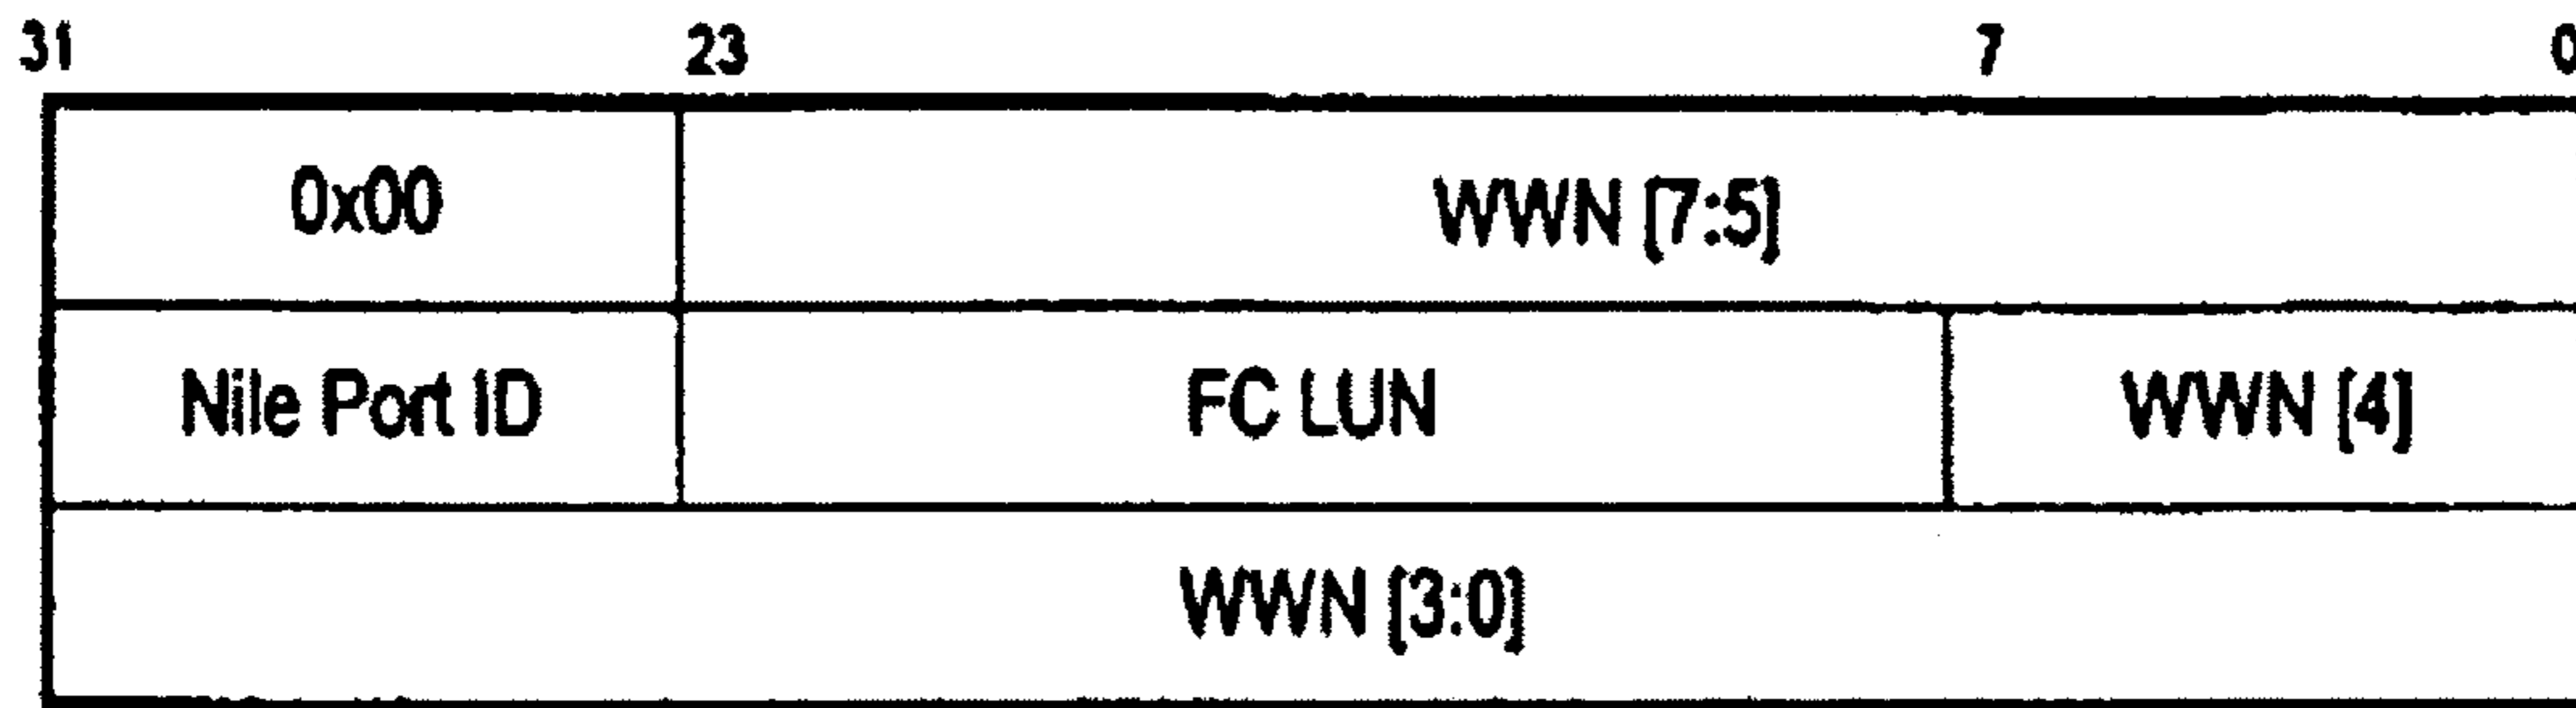 31 23 7 0
0x00 WWN [7:5]
Nile Port ID FC LUN WWN [4]
WWN [3:0]